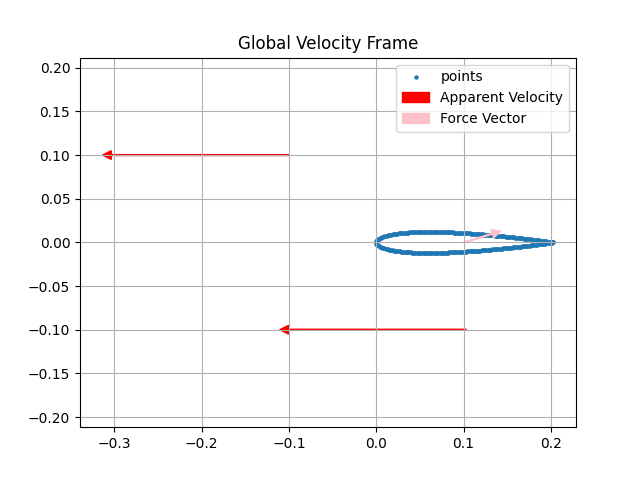 Global Velocity Frame
points
Apparent Velocity
Force Vector
0.20
0.15
0.10
0.05
0.00
−0.05
−0.10
−0.15
−0.20
−0.3 −0.2 −0.1 0.0 0.1 0.2